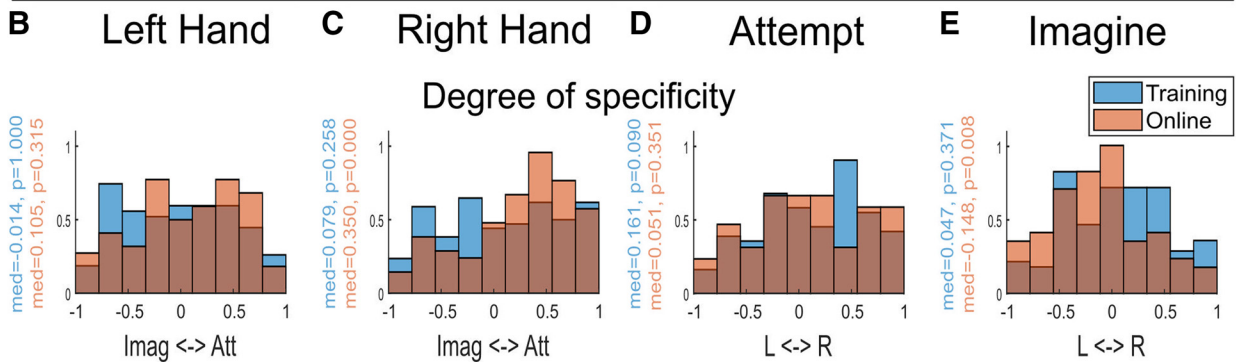 B Left Hand C Right Hand D Attempt E Imagine
Degree of specificity
Training
Online
med=-0.014, p=1.000
med=0.105, p=0.315
1
0.5
0
-1 -0.5 0 0.5 1
Imag <-> Att
med=0.079, p=0.258
med=0.350, p=0.000
1
0.5
0
-1 -0.5 0 0.5 1
Imag <-> Att
med=0.161, p=0.090
med=0.051, p=0.351
1
0.5
0
-1 -0.5 0 0.5 1
L <-> R
med=0.047, p=0.371
med=-0.148, p=0.008
1
0.5
0
-1 -0.5 0 0.5 1
L <-> R